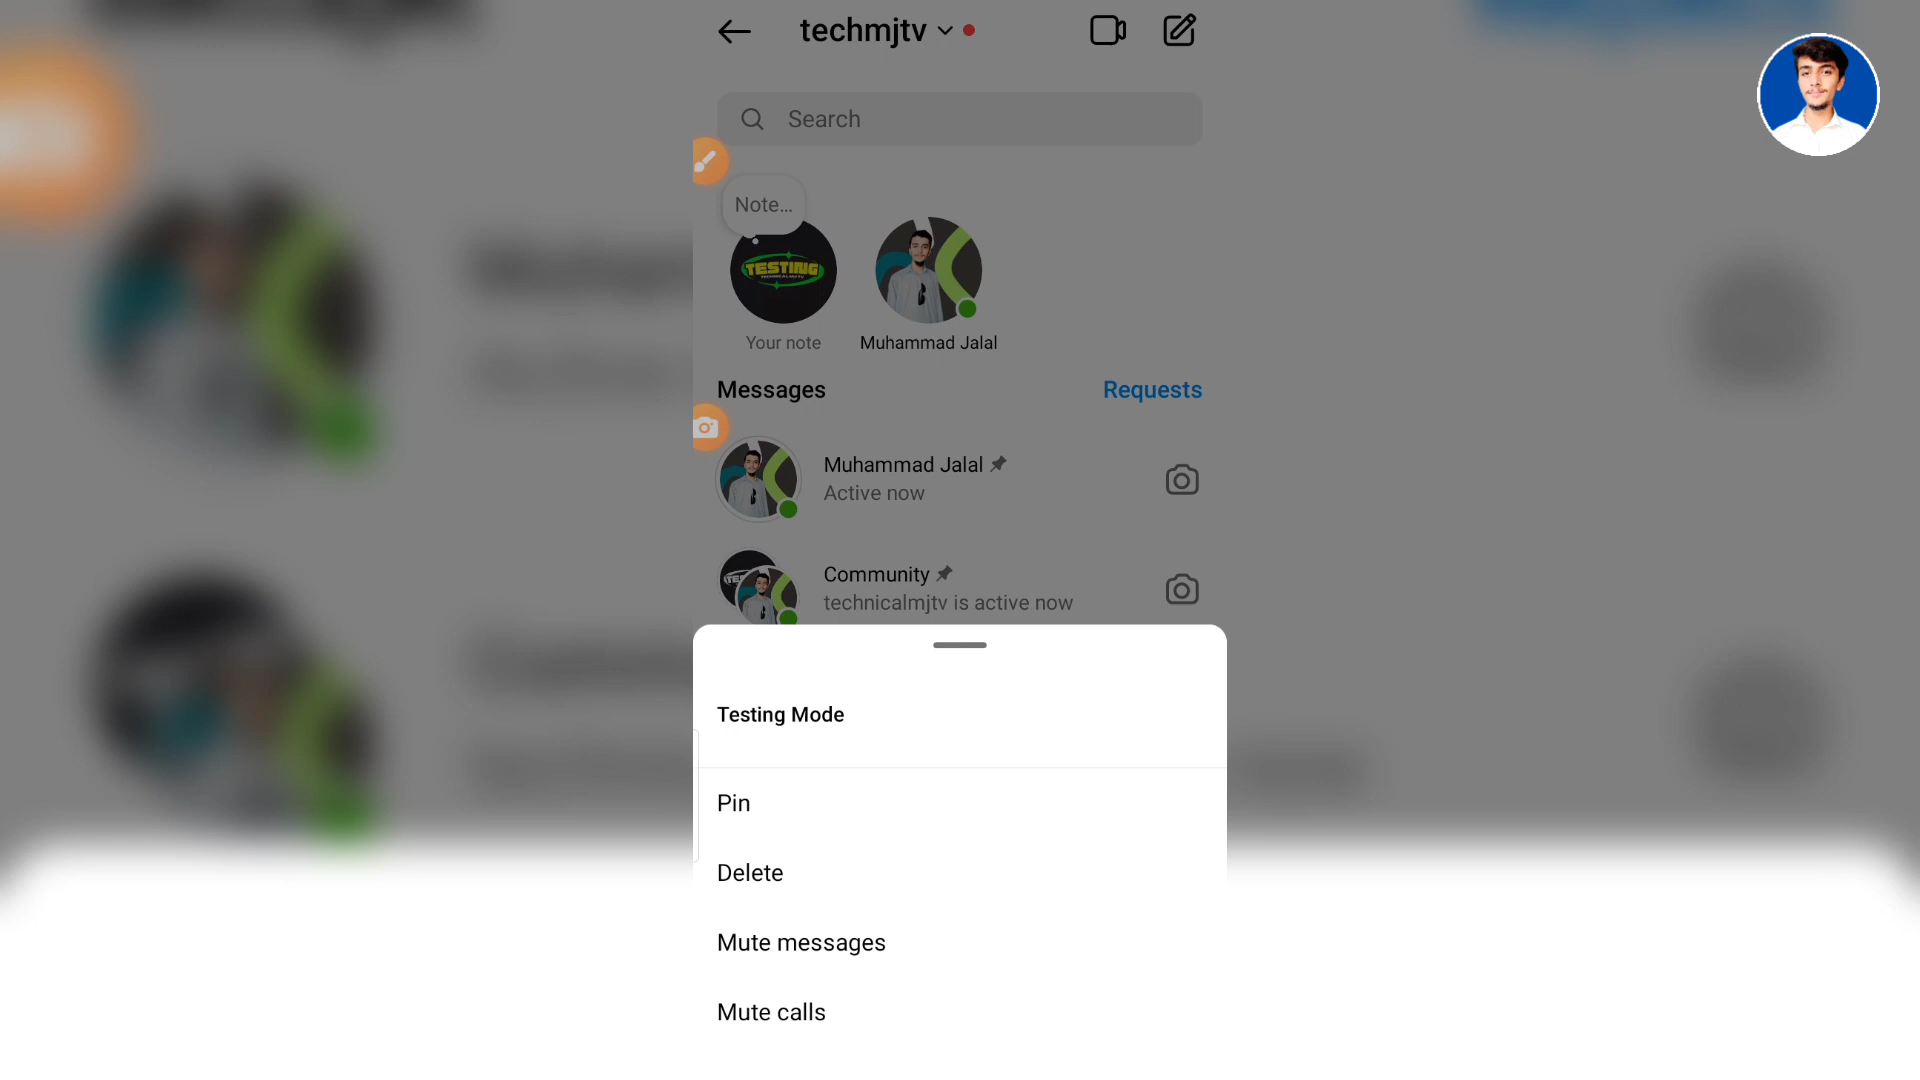 techmjtv
Search
Note...
TESTING
Your note
Muhammad Jalal
Messages
Requests
Muhammad Jalal
Active now
Community
technicalmjtv is active now
Testing Mode
Pin
Delete
Mute messages
Mute calls